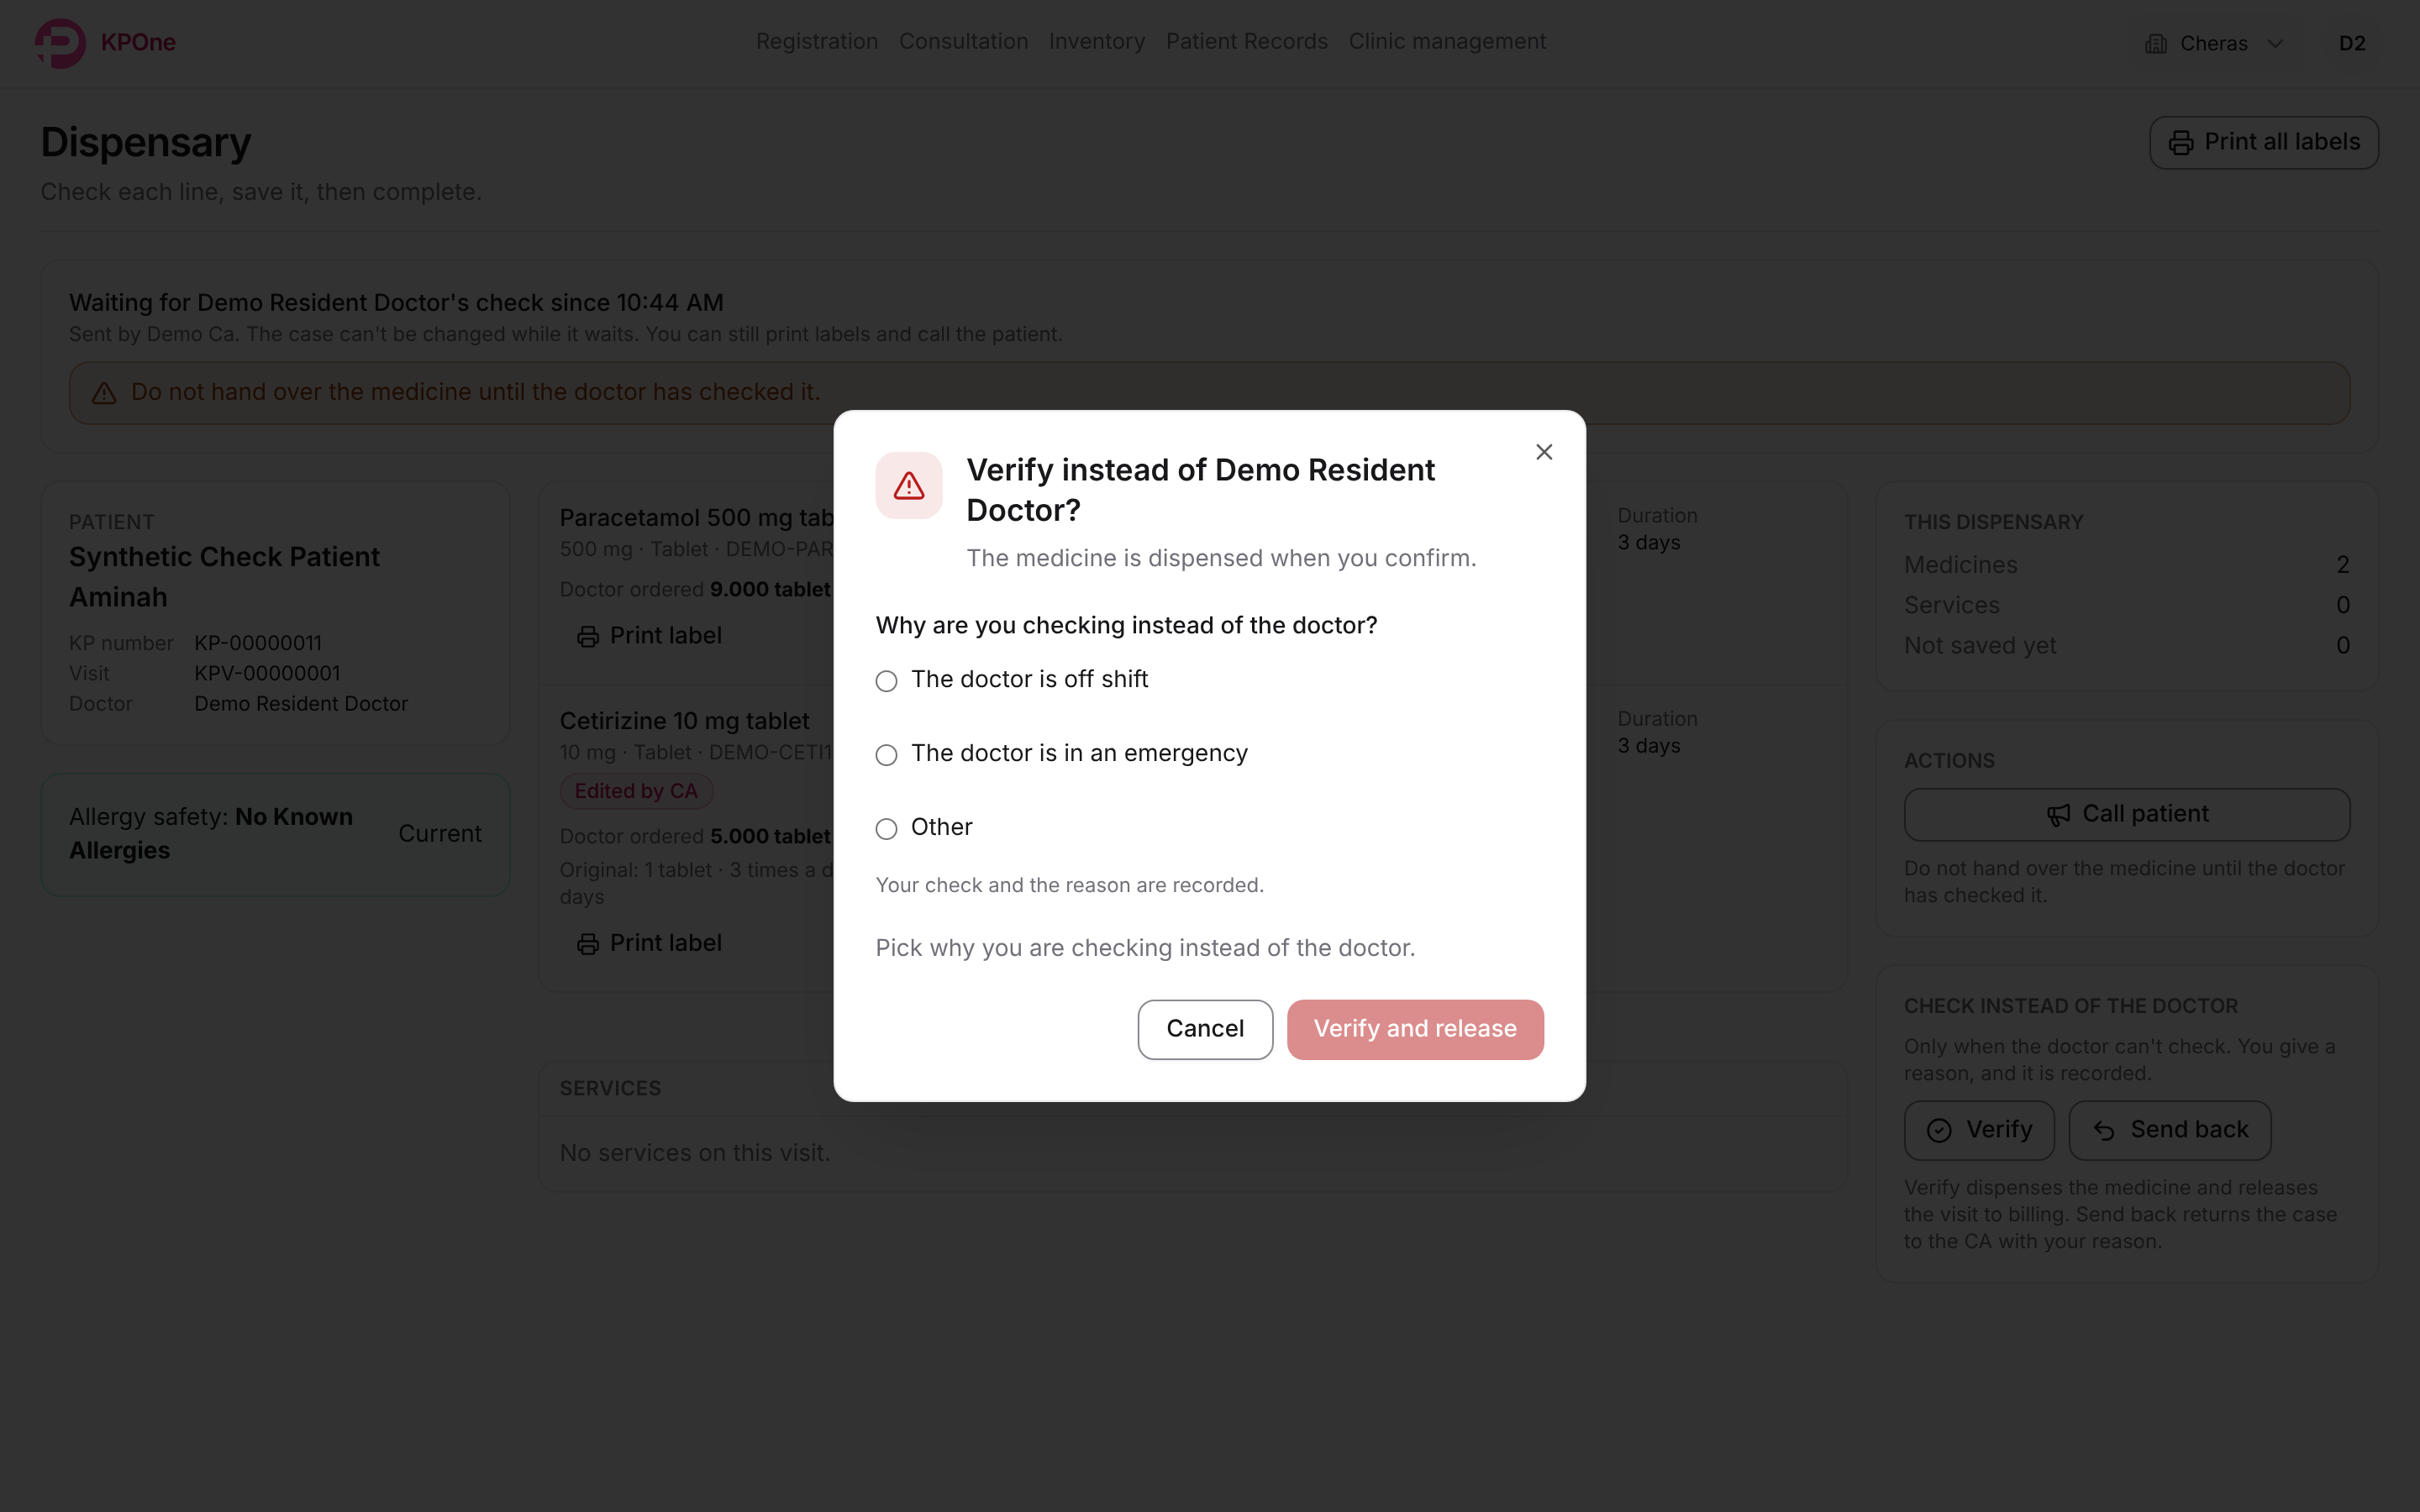 KPOne
Registration
Consultation
Inventory
Patient Records
Clinic management
Cheras
D2
Dispensary
Check each line, save it, then complete.
Print all labels
Waiting for Demo Resident Doctor's check since 10:44 AM
Sent by Demo Ca. The case can't be changed while it waits. You can still print labels and call the patient.
Do not hand over the medicine until the doctor has checked it.
PATIENT
Synthetic Check Patient
Aminah
KP number KP-00000011
Visit KPV-00000001
Doctor Demo Resident Doctor
Allergy safety: No Known
Allergies
Current
Paracetamol 500 mg
500 mg · Tablet
Doctor ordered 9.000 tablet
Print label
Duration
3 days
Cetirizine 10 mg tablet
10 mg · Tablet
Edited by CA
Doctor ordered 5.000 tablet
Original: 1 tablet · 3 times a
days
Print label
Duration
3 days
SERVICES
No services on this visit.
Verify instead of Demo Resident
Doctor?
The medicine is dispensed when you confirm.
Why are you checking instead of the doctor?
The doctor is off shift
The doctor is in an emergency
Other
Your check and the reason are recorded.
Pick why you are checking instead of the doctor.
Cancel
Verify and release
THIS DISPENSARY
Medicines 2
Services 0
Not saved yet 0
ACTIONS
Call patient
Do not hand over the medicine until the doctor
has checked it.
CHECK INSTEAD OF THE DOCTOR
Only when the doctor can't check. You give a
reason, and it is recorded.
Verify
Send back
Verify dispenses the medicine and releases
the visit to billing. Send back returns the case
to the CA with your reason.